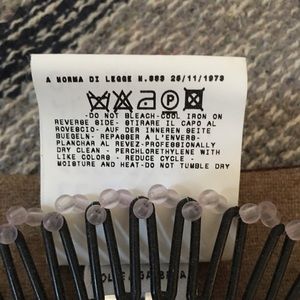 A NORMA DI LEGGE N.883 26/11/1973
P
-DO NOT BLEACH-COOL IRON ON
REVERSE SIDE- STIRARE IL CAPO AL
ROVESCIO- AUF DER INNEREN SEITE
BUEGELN- REPASSER A L'ENVERS-
PLANCHAR AL REVEZ-PROFESSIONALLY
DRY CLEAN - PERCHLORETHYLENE WITH
LIKE COLORS - REDUCE CYCLE -
MOISTURE AND HEAT-DO NOT TUMBLE DRY